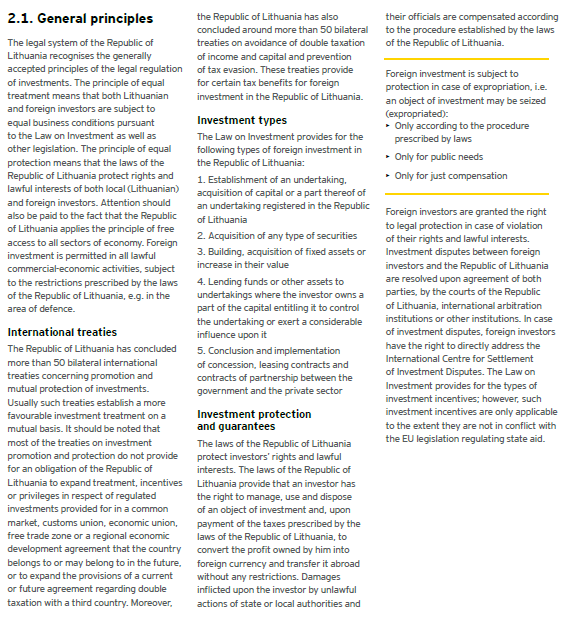 2.1. General principles
The legal system of the Republic of
Lithuania recognises the generally
accepted principles of the legal regulation
of investments. The principle of equal
treatment means that both Lithuanian
and foreign investors are subject to
equal business conditions pursuant
to the Law on Investment as well as
other legislation. The principle of equal
protection means that the laws of the
Republic of Lithuania protect rights and
lawful interests of both local (Lithuanian)
and foreign investors. Attention should
also be paid to the fact that the Republic
of Lithuania applies the principle of free
access to all sectors of economy. Foreign
investment is permitted in all lawful
commercial-economic activities, subject
to the restrictions prescribed by the laws
of the Republic of Lithuania, e.g. in the
area of defence.
International treaties
The Republic of Lithuania has concluded
more than 50 bilateral international
treaties concerning promotion and
mutual protection of investments.
Usually such treaties establish a more
favourable investment treatment on a
mutual basis. It should be noted that
most of the treaties on investment
promotion and protection do not provide
for an obligation of the Republic of
Lithuania to expand treatment, incentives
or privileges in respect of regulated
investments provided for in a common
market, customs union, economic union,
free trade zone or a regional economic
development agreement that the country
belongs to or may belong to in the future,
or to expand the provisions of a current
or future agreement regarding double
taxation with a third country. Moreover,
the Republic of Lithuania has also
concluded around more than 50 bilateral
treaties on avoidance of double taxation
of income and capital and prevention
of tax evasion. These treaties provide
for certain tax benefits for foreign
investment in the Republic of Lithuania.
Investment types
The Law on Investment provides for the
following types of foreign investment in
the Republic of Lithuania:
1. Establishment of an undertaking,
acquisition of capital or a part thereof of
an undertaking registered in the Republic
of Lithuania
2. Acquisition of any type of securities
3. Building, acquisition of fixed assets or
increase in their value
4. Lending funds or other assets to
undertakings where the investor owns a
part of the capital entitling it to control
the undertaking or exert a considerable
influence upon it
5. Conclusion and implementation
of concession, leasing contracts and
contracts of partnership between the
government and the private sector
Investment protection
and guarantees
The laws of the Republic of Lithuania
protect investors' rights and lawful
interests. The laws of the Republic of
Lithuania provide that an investor has
the right to manage, use and dispose
of an object of investment and, upon
payment of the taxes prescribed by the
laws of the Republic of Lithuania, to
convert the profit owned by him into
foreign currency and transfer it abroad
without any restrictions. Damages
inflicted upon the investor by unlawful
actions of state or local authorities and
their officials are compensated according
to the procedure established by the laws
of the Republic of Lithuania.
Foreign investment is subject to
protection in case of expropriation, i.e.
an object of investment may be seized
(expropriated):
‣ Only according to the procedure
prescribed by laws
‣ Only for public needs
‣ Only for just compensation
Foreign investors are granted the right
to legal protection in case of violation
of their rights and lawful interests.
Investment disputes between foreign
investors and the Republic of Lithuania
are resolved upon agreement of both
parties, by the courts of the Republic
of Lithuania, international arbitration
institutions or other institutions. In case
of investment disputes, foreign investors
have the right to directly address the
International Centre for Settlement
of Investment Disputes. The Law on
Investment provides for the types of
investment incentives; however, such
investment incentives are only applicable
to the extent they are not in conflict with
the EU legislation regulating state aid.